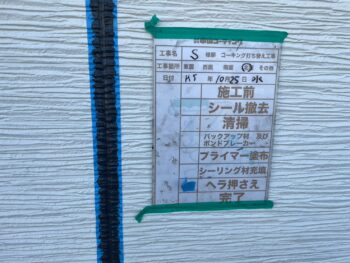 工事名 S 様邸 コーキング打ち替え工事
工事箇所 東面 西面 南面 その他
日付 R7 年 10月25日
施工前
シール撤去
清掃
バックアップ材 及び
ボンドブレーカー
プライマー塗布
シーリング材充填
ヘラ押さえ
完了